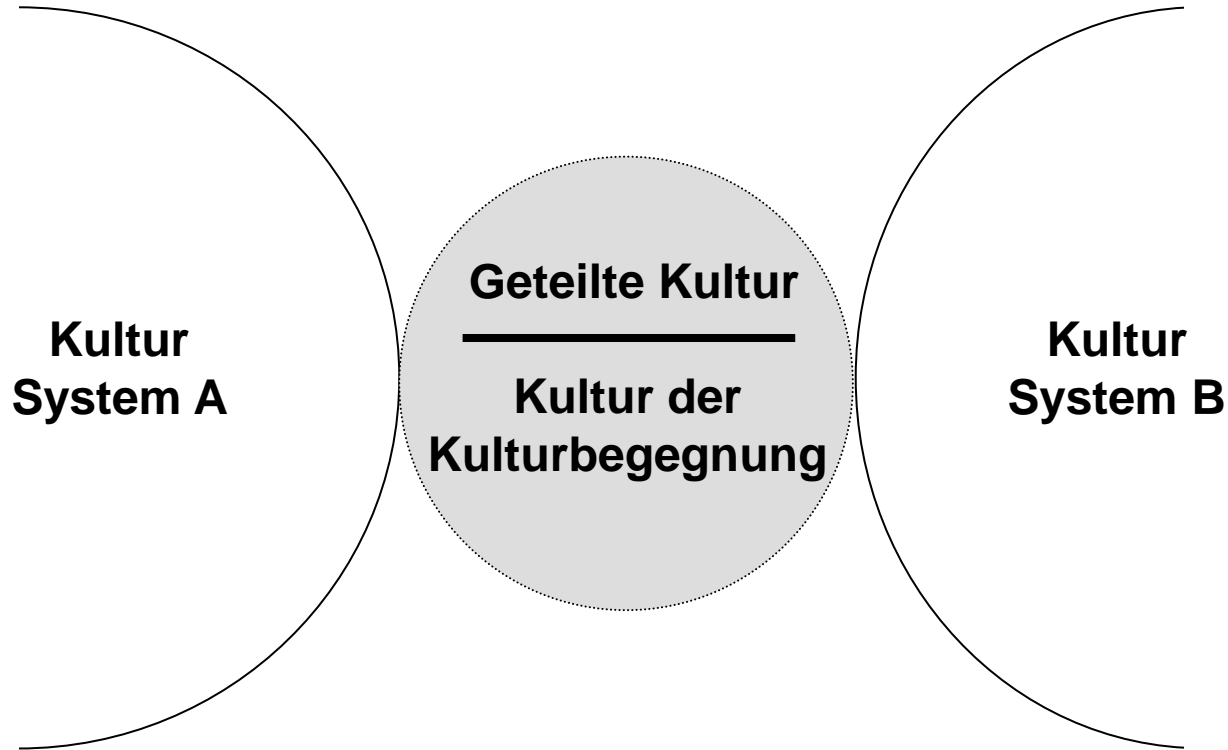 Kultur
System A
Geteilte Kultur
Kultur der
Kulturbegegnung
Kultur
System B